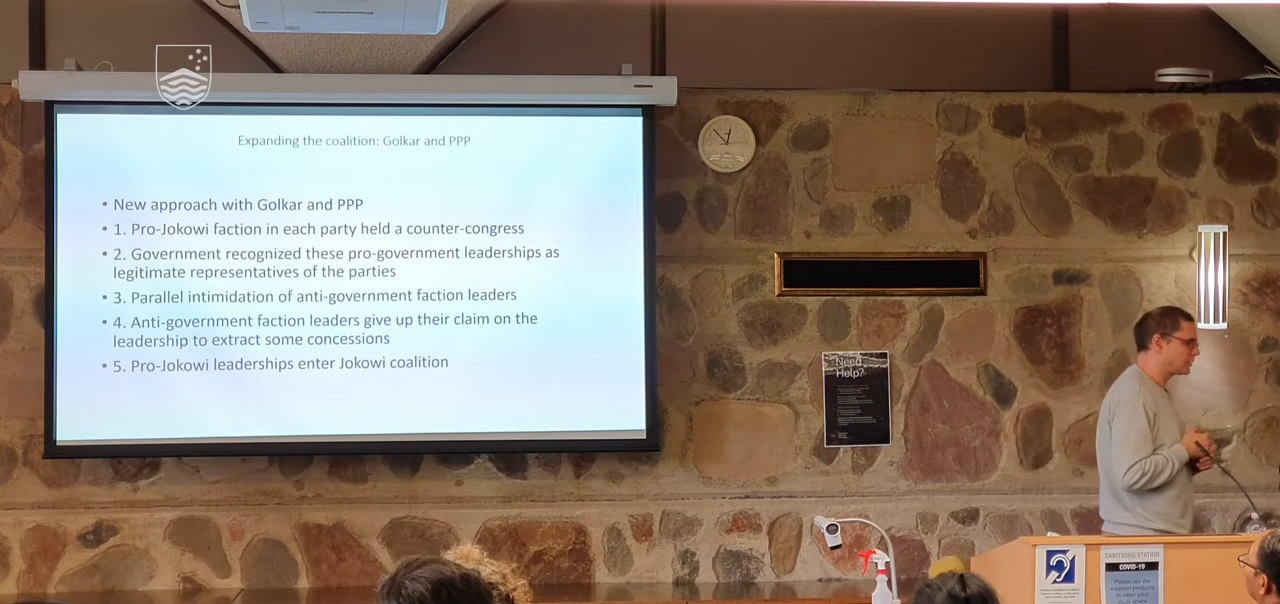 Expanding the coalition: Golkar and PPP
• New approach with Golkar and PPP
• 1. Pro-Jokowi faction in each party held a counter-congress
• 2. Government recognized these pro-government leaderships as
legitimate representatives of the parties
• 3. Parallel intimidation of anti-government faction leaders
• 4. Anti-government faction leaders give up their claim on the
leadership to extract some concessions
• 5. Pro-Jokowi leaderships enter Jokowi coalition
Need
Help?
SANITISING STATION
COVID-19